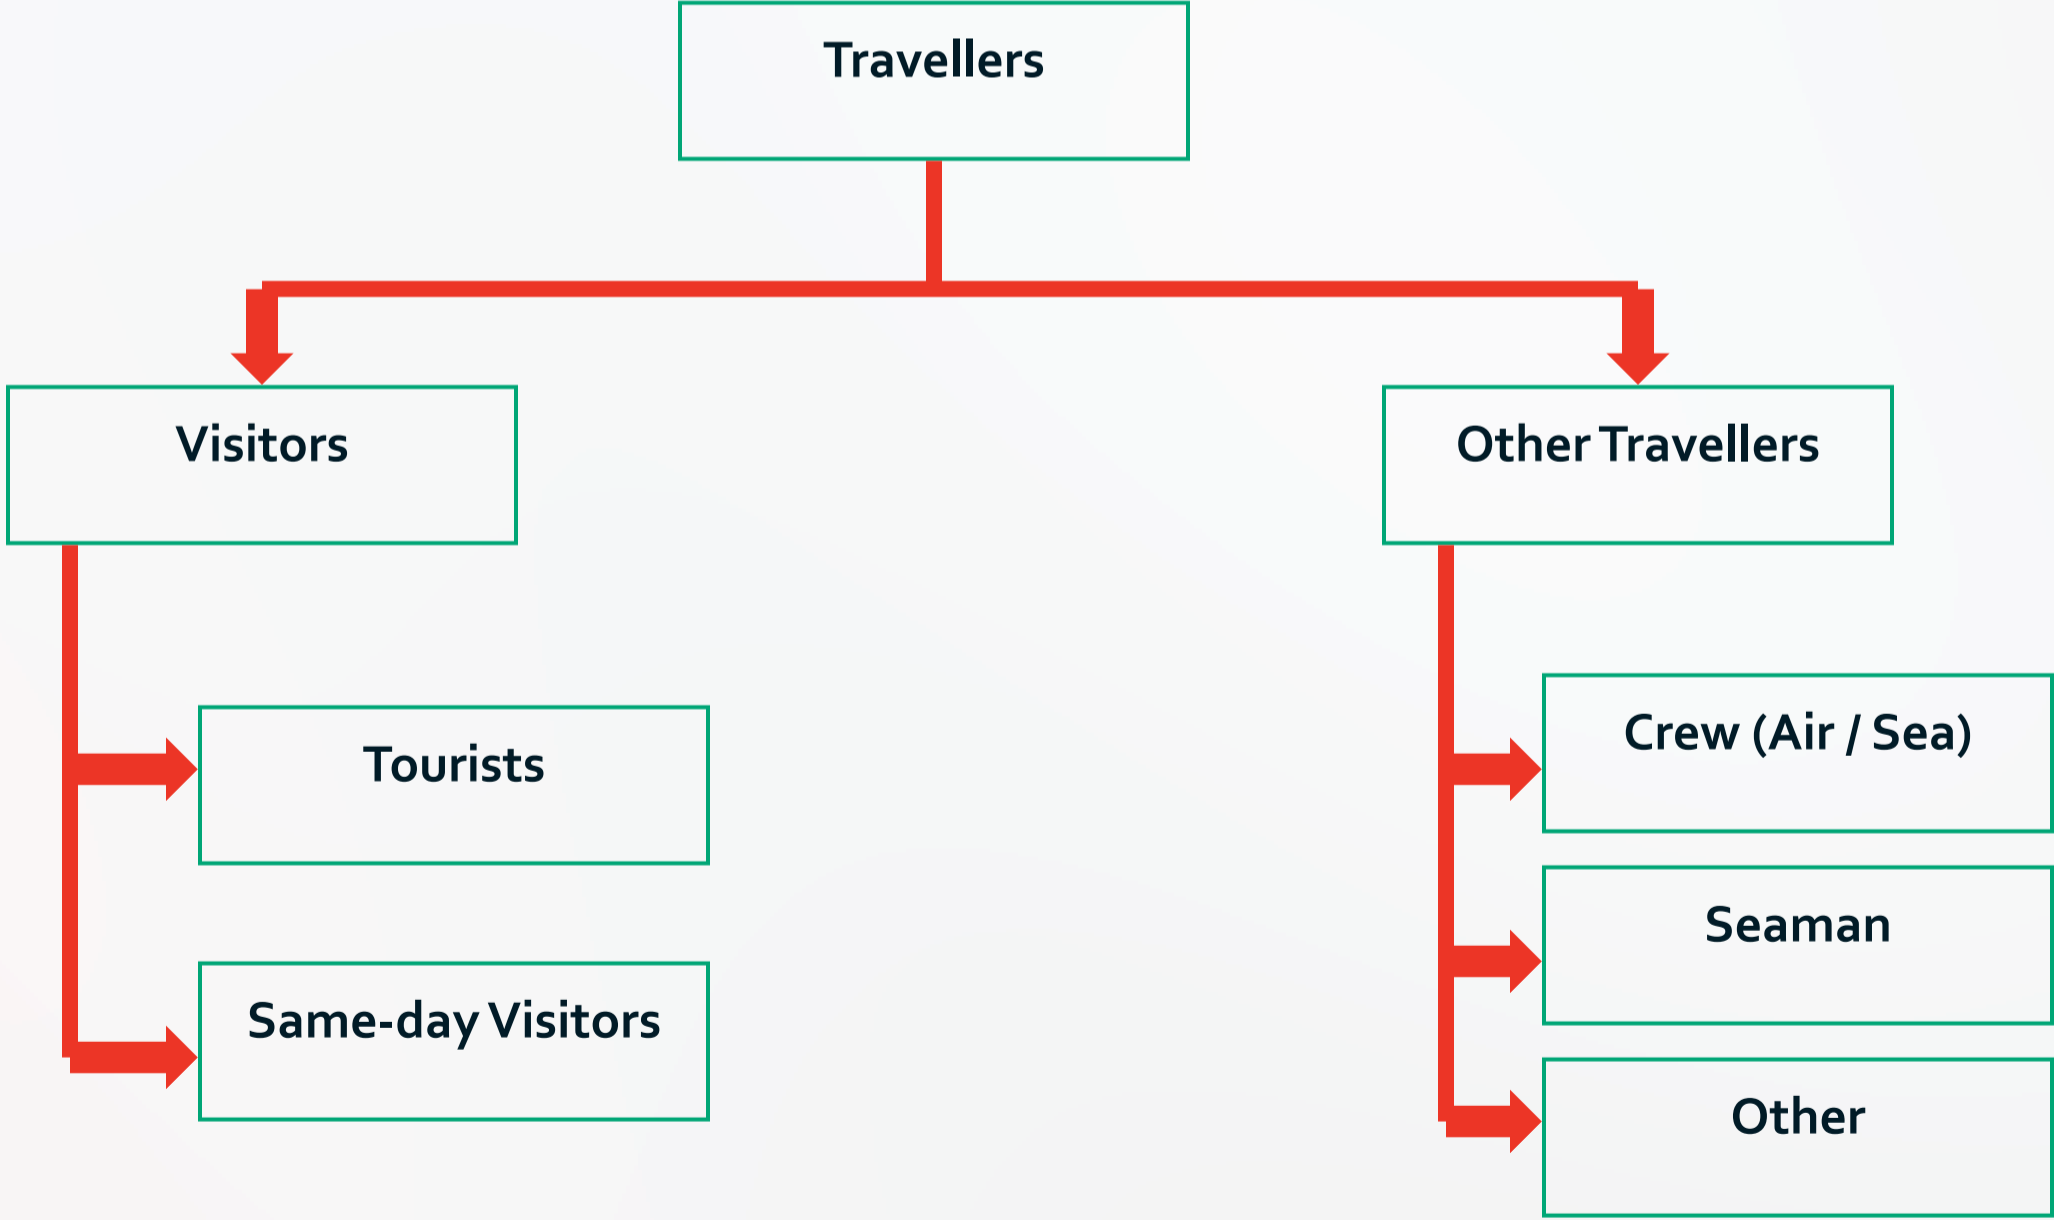 Travellers
Visitors
Other Travellers
Tourists
Same-day Visitors
Crew (Air / Sea)
Seaman
Other